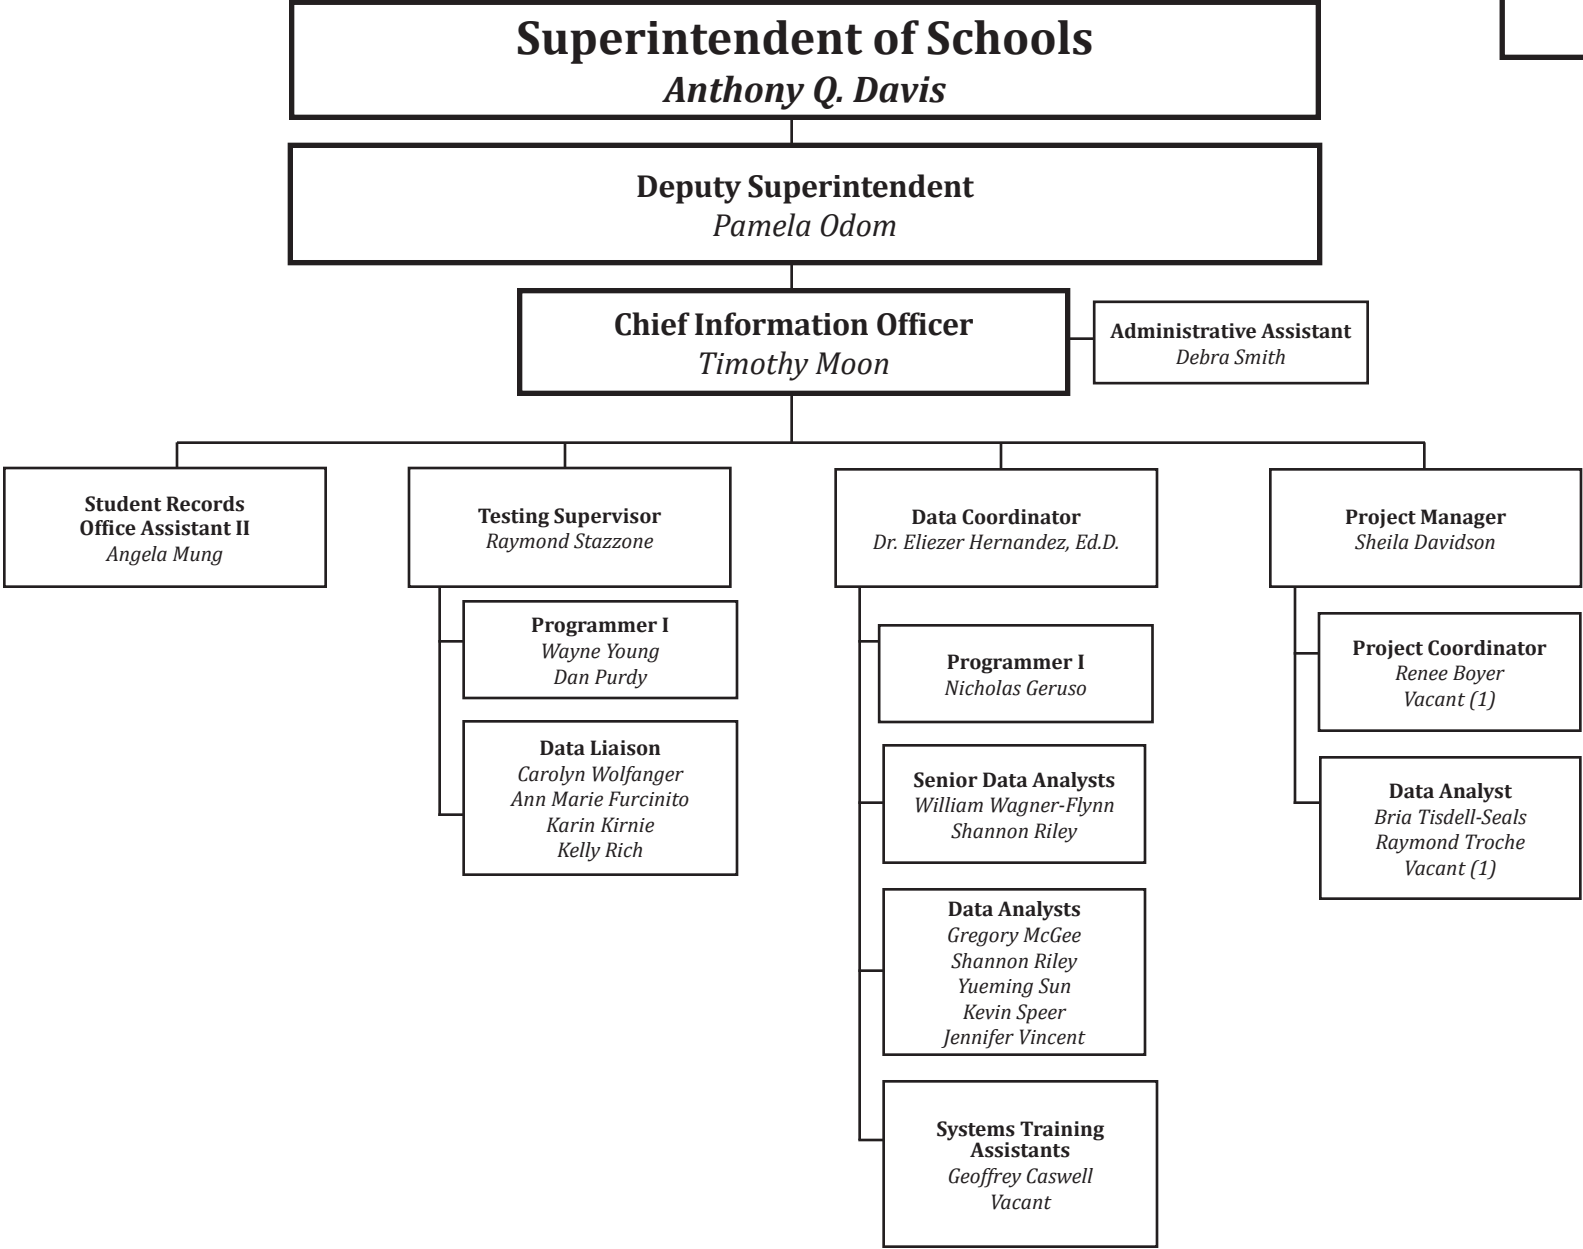 Superintendent of Schools
Anthony Q. Davis
Deputy Superintendent
Pamela Odom
Chief Information Officer
Timothy Moon
Administrative Assistant
Debra Smith
Student Records
Office Assistant II
Angela Mung
Testing Supervisor
Raymond Stazzone
Programmer I
Wayne Young
Dan Purdy
Data Liaison
Carolyn Wolfanger
Ann Marie Furcinito
Karin Kirnie
Kelly Rich
Data Coordinator
Dr. Eliezer Hernandez, Ed.D.
Programmer I
Nicholas Geruso
Senior Data Analysts
William Wagner-Flynn
Shannon Riley
Data Analysts
Gregory McGee
Shannon Riley
Yueming Sun
Kevin Speer
Jennifer Vincent
Systems Training
Assistants
Geoffrey Caswell
Vacant
Project Manager
Sheila Davidson
Project Coordinator
Renee Boyer
Vacant (1)
Data Analyst
Bria Tisdell-Seals
Raymond Troche
Vacant (1)